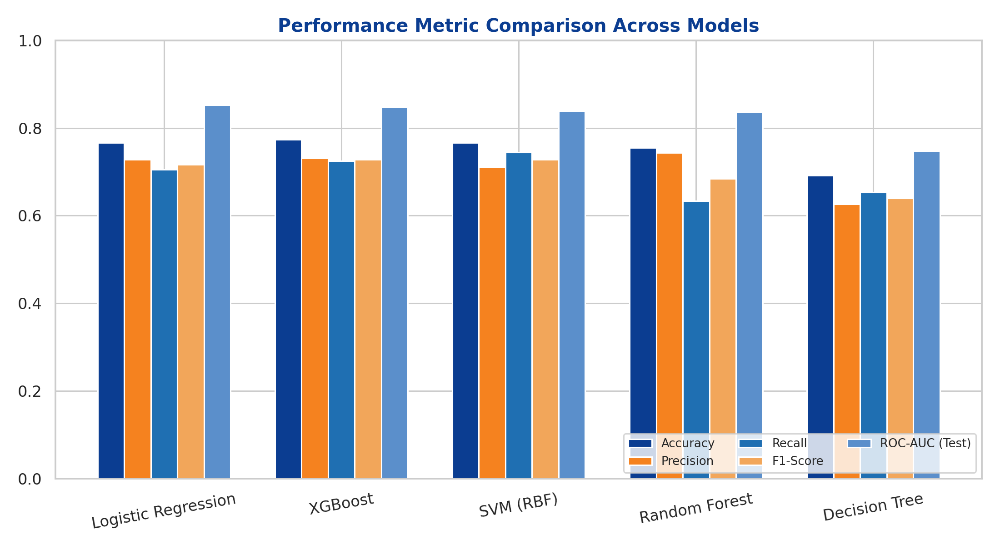 Performance Metric Comparison Across Models
1.0
0.8
0.6
0.4
0.2
0.0
Accuracy
Precision
Recall
F1-Score
ROC-AUC (Test)
Logistic Regression
XGBoost
SVM (RBF)
Random Forest
Decision Tree